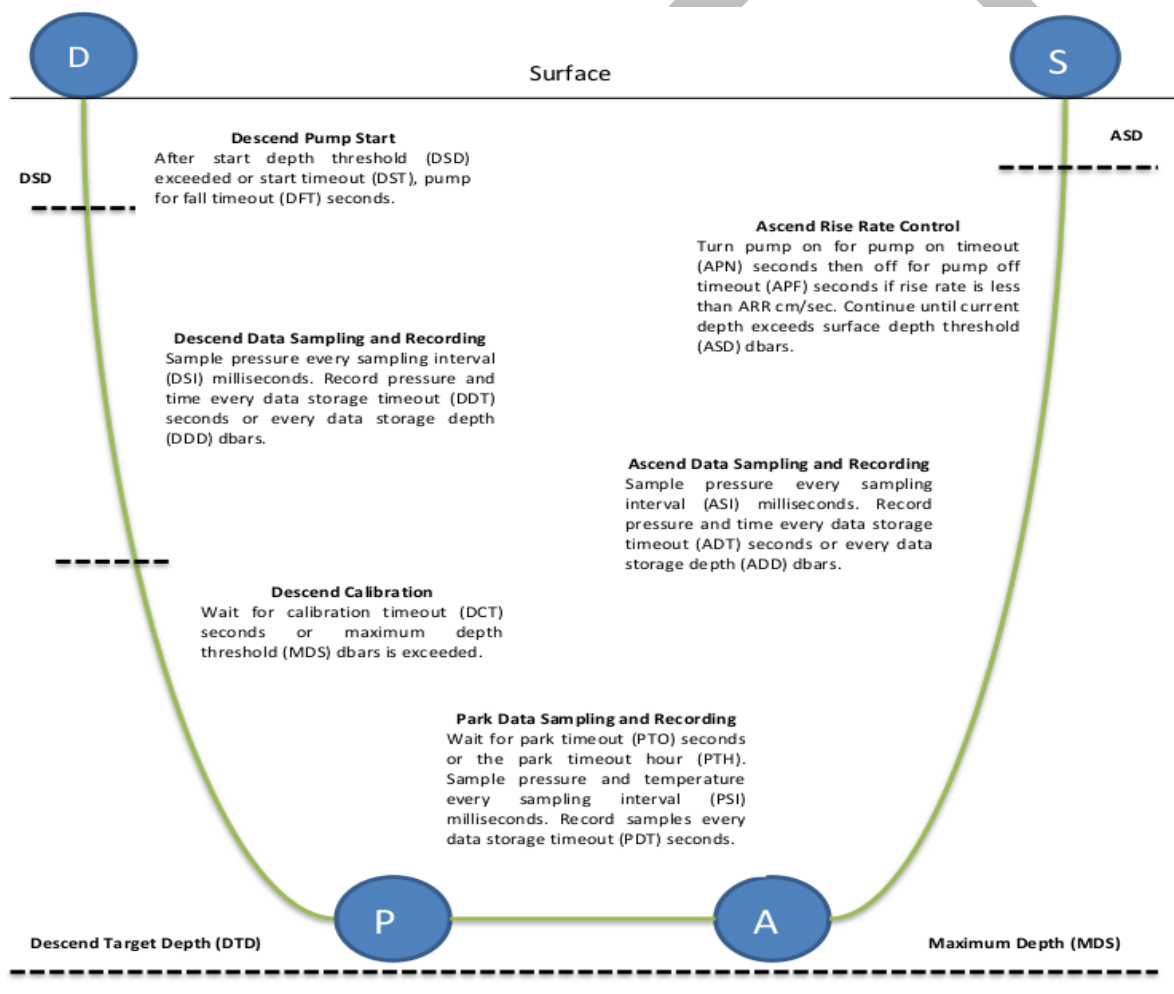 D
S
Surface
Descend Pump Start
After start depth threshold (DSD)
exceeded or start timeout (DST), pump
for fall timeout (DFT) seconds.
DSD
ASD
Ascend Rise Rate Control
Turn pump on for pump on timeout
(APN) seconds then off for pump off
timeout (APF) seconds if rise rate is less
than ARR cm/sec. Continue until current
depth exceeds surface depth threshold
(ASD) dbars.
Descend Data Sampling and Recording
Sample pressure every sampling interval
(DSI) milliseconds. Record pressure and
time every data storage timeout (DDT)
seconds or every data storage depth
(DDD) dbars.
Ascend Data Sampling and Recording
Sample pressure every sampling
interval (ASI) milliseconds. Record
pressure and time every data storage
timeout (ADT) seconds or every data
storage depth (ADD) dbars.
Descend Calibration
Wait for calibration timeout (DCT)
seconds or maximum depth
threshold (MDS) dbars is exceeded.
Park Data Sampling and Recording
Wait for park timeout (PTO) seconds
or the park timeout hour (PTH).
Sample pressure and temperature
every sampling interval (PSI)
milliseconds. Record samples every
data storage timeout (PDT) seconds.
P
A
Descend Target Depth (DTD)
Maximum Depth (MDS)